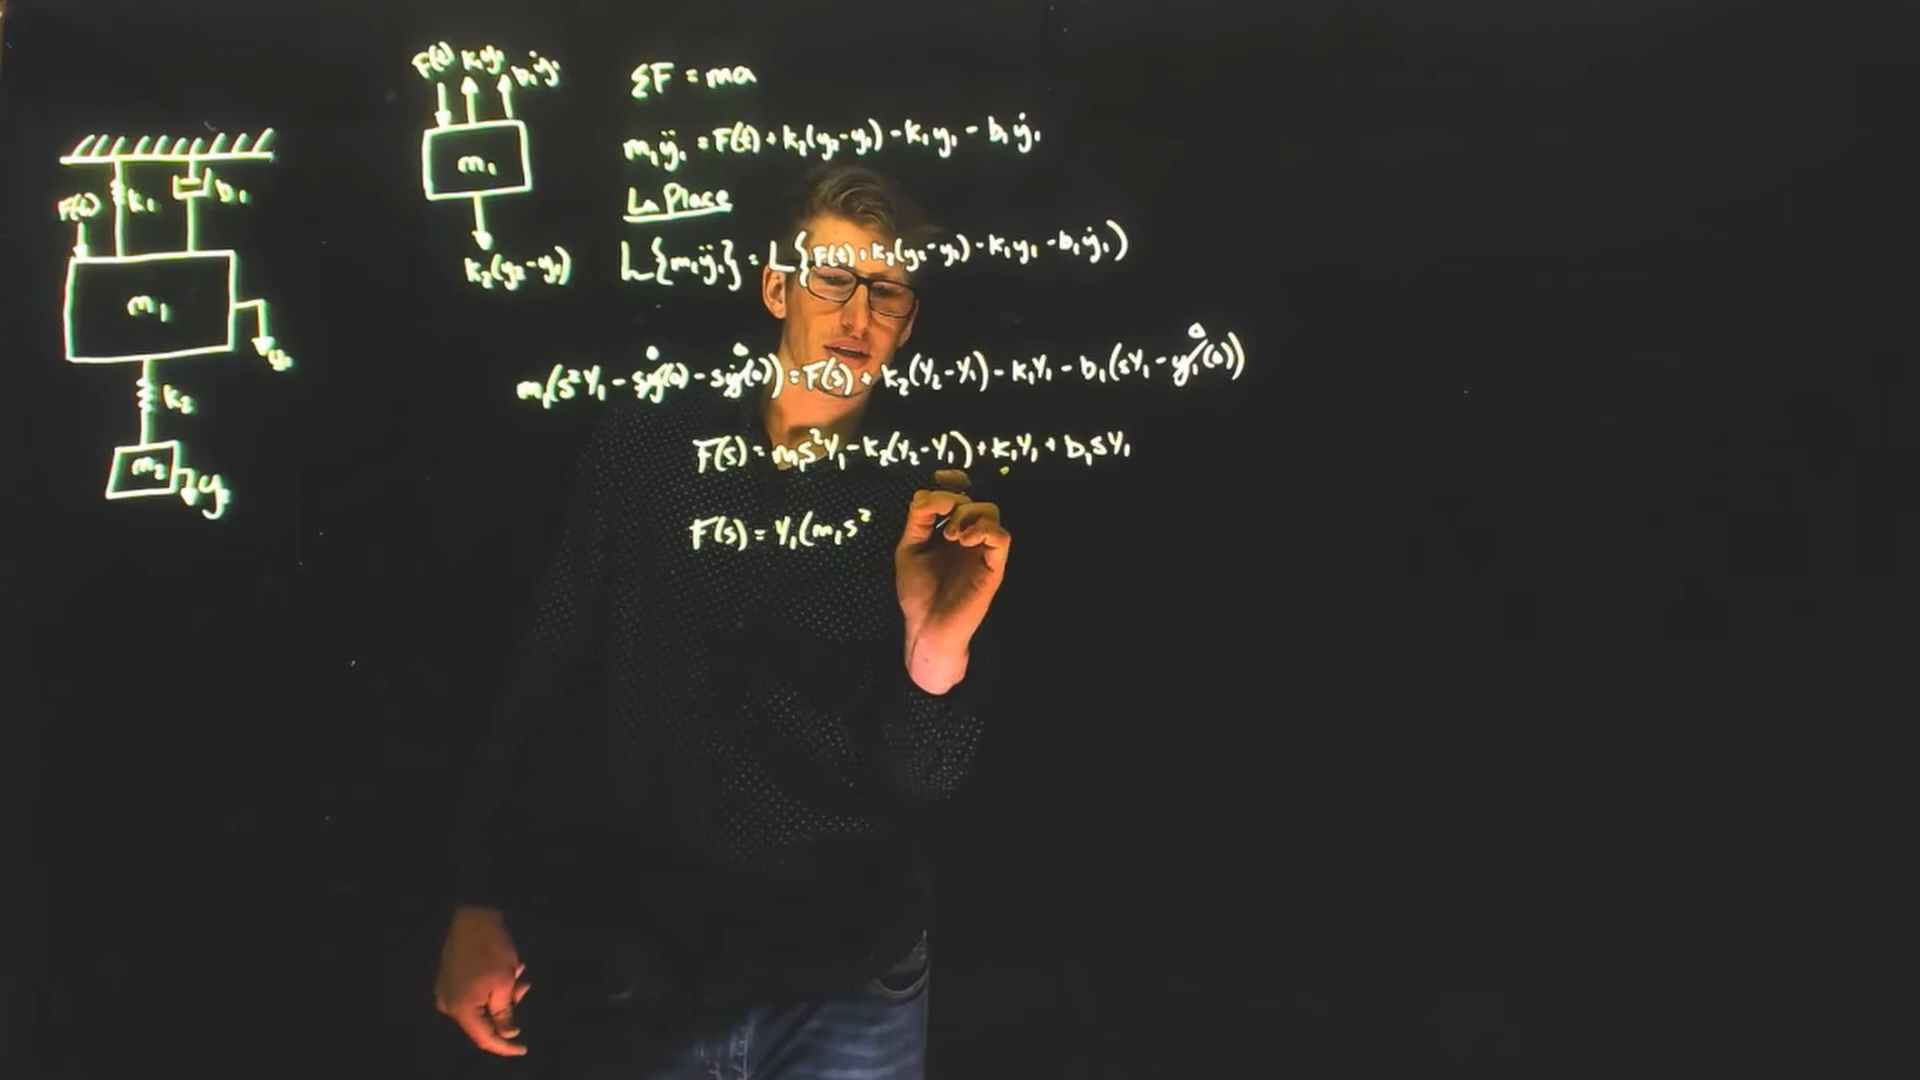 F(t) k₁y₁ b₁ẏ₁
m₁
k₂(y₂-y₁)
F(t) k₁ b₁
m₁
y₁
k₂
m₂
y₂
ΣF = ma
m₁ÿ₁ = F(t) + k₂(y₂-y₁) - k₁y₁ - b₁ẏ₁
LaPlace
L{m₁ÿ₁} = L{F(t) + k₂(y₂-y₁) - k₁y₁ - b₁ẏ₁)
m₁(s²Y₁ - sy(0) - sẏ(0)) = F(s) + k₂(Y₂-Y₁) - k₁Y₁ - b₁(sY₁ - y₁(0))
F(s) = m₁s²Y₁ - k₂(Y₂-Y₁) + k₁Y₁ + b₁sY₁
F(s) = Y₁(m₁s²